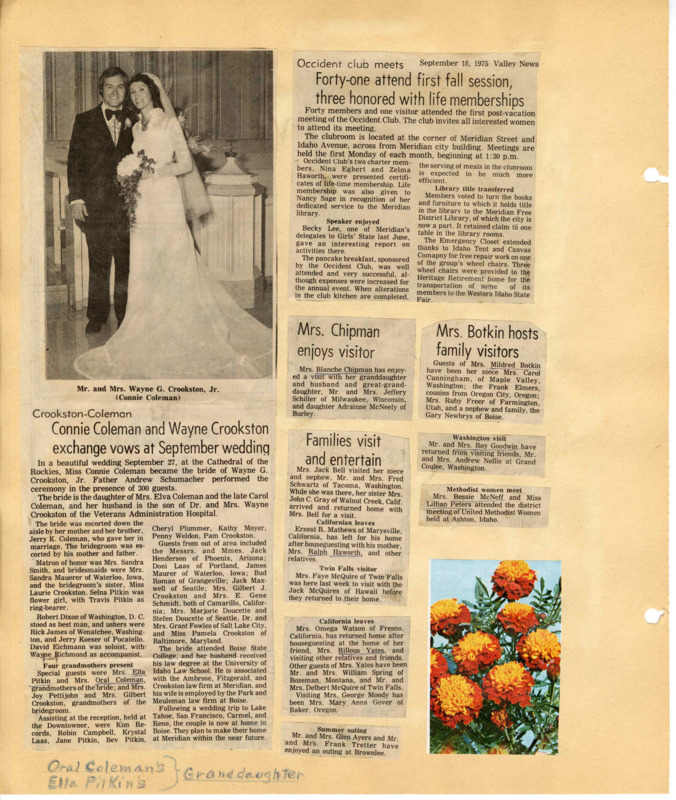 Mr. and Mrs. Wayne G. Crookston, Jr.
(Connie Coleman)
Crookston-Coleman
Connie Coleman and Wayne Crookston
exchange vows at September wedding
In a beautiful wedding September 27, at the Cathedral of the
Rockies, Miss Connie Coleman became the bride of Wayne G.
Crookston, Jr. Father Andrew Schumacher performed the
ceremony in the presence of 300 guests.
The bride is the daughter of Mrs. Elva Coleman and the late Carol
Coleman, and her husband is the son of Dr. and Mrs. Wayne
Crookston of the Veterans Administration Hospital.
The bride was escorted down the
aisle by her mother and her brother,
Jerry K. Coleman, who gave her in
marriage. The bridegroom was es-
corted by his mother and father.
Matron of honor was Mrs. Sandra
Smith, and bridesmaids were Mrs.
Sandra Mauerer of Waterloo, Iowa,
and the bridegroom's sister, Miss
Laurie Crookston. Selna Pitkin was
flower girl, with Travis Pitkin as
ring-bearer.
Robert Dixon of Washington, D. C.
stood as best man, and ushers were
Rick James of Wenatchee, Washing-
ton, and Jerry Koeser of Pocatello.
David Eichmann was soloist, with
Wayne Richmond as accompanist.
Four grandmothers present
Special guests were Mrs. Ella
Pitkin and Mrs. Oral Coleman,
grandmothers of the bride; and Mrs.
Joy Pettijohn and Mrs. Gilbert
Crookston, grandmothers of the
bridegroom.
Assisting at the reception, held at
the Downtowner, were Kim Re-
cords, Robin Campbell, Krystal
Laas, Jane Pitkin, Bev Pitkin,
Cheryl Plummer, Kathy Moyer,
Penny Weldon, Pam Crookston.
Guests from out of area included
the Messrs. and Mmes. Jack
Henderson of Phoenix, Arizona;
Doni Laas of Portland, James
Maurer of Waterloo, Iowa; Bud
Roman of Grangeville; Jack Max-
well of Seattle; Mrs. Gilbert J.
Crookston and Mrs. E. Gene
Schmidt, both of Camarillo, Califor-
nia; Mrs. Marjorie Doucette and
Stefen Doucette of Seattle, Dr. and
Mrs. Grant Fowles of Salt Lake City,
and Miss Pamela Crookston of
Baltimore, Maryland.
The bride attended Boise State
College, and her husband received
his law degree at the University of
Idaho Law School. He is associated
with the Ambrose, Fitzgerald, and
Crookston law firm at Meridian, and
his wife is employed by the Park and
Meuleman law firm at Boise.
Following a wedding trip to Lake
Tahoe, San Francisco, Carmel, and
Reno, the couple is now at home in
Boise. They plan to make their home
at Meridian within the near future.
Oral Coleman's
Ella Pitkin's
Granddaughter
Occident club meets September 18, 1975 Valley News
Forty-one attend first fall session,
three honored with life memberships
Forty members and one visitor attended the first post-vacation
meeting of the Occident Club. The club invites all interested women
to attend its meeting.
The clubroom is located at the corner of Meridian Street and
Idaho Avenue, across from Meridian city building. Meetings are
held the first Monday of each month, beginning at 1:30 p.m.
Occident Club's two charter mem-
bers, Nina Egbert and Zelma
Haworth, were presented certifi-
cates of life-time membership. Life
membership was also given to
Nancy Sage in recognition of her
dedicated service to the Meridian
library.
Speaker enjoyed
Becky Lee, one of Meridian's
delegates to Girls' State last June,
gave an interesting report on
activities there.
The pancake breakfast, sponsored
by the Occident Club, was well
attended and very successful, al-
though expenses were increased for
the annual event. When alterations
in the club kitchen are completed,
the serving of meals in the clubroom
is expected to be much more
efficient.
Library title transferred
Members voted to turn the books
and furniture to which it holds title
in the library to the Meridian Free
District Library, of which the city is
now a part. It retained claim to one
table in the library rooms.
The Emergency Closet extended
thanks to Idaho Tent and Canvas
Comapny for free repair work on one
of the group's wheel chairs. Three
wheel chairs were provided to the
Heritage Retirement home for the
transportation of some of its
members to the Western Idaho State
Fair.
Mrs. Chipman
enjoys visitor
Mrs. Blanche Chipman has enjoy-
ed a visit with her granddaughter
and husband and great-grand-
daughter, Mr. and Mrs. Jeffery
Schiller of Milwaukee, Wisconsin,
and daughter Adrainee McNeely of
Burley.
Mrs. Botkin hosts
family visitors
Guests of Mrs. Mildred Botkin
have been her niece Mrs. Carol
Cunningham, of Maple Valley,
Washington; the Frank Elmers,
cousins from Oregon City, Oregon;
Mrs. Ruby Freer of Farmington,
Utah, and a nephew and family, the
Gary Newbrys of Boise.
Families visit
and entertain
Mrs. Jack Bell visited her niece
and nephew, Mr. and Mrs. Fred
Schwarts of Tacoma, Washington.
While she was there, her sister Mrs.
John C. Gray of Walnut Creek, Calif.
arrived and returned home with
Mrs. Bell for a visit.
Californian leaves
Ernest R. Mathews of Marysville,
California, has left for his home
after houseguesting with his mother,
Mrs. Ralph Haworth, and other
relatives.
Twin Falls visitor
Mrs. Faye McQuire of Twin Falls
was here last week to visit with the
Jack McQuires of Hawaii before
they returned to their home.
Washington visit
Mr. and Mrs. Roy Goodwin have
returned from visiting friends, Mr.
and Mrs. Andrew Nellis at Grand
Coulee, Washington.
Methodist women meet
Mrs. Bessie McNeff and Miss
Lillian Peters attended the district
meeting of United Methodist Women
held at Ashton, Idaho.
California leaves
Mrs. Omega Watson of Fresno,
California, has returned home after
houseguesting at the home of her
friend, Mrs. Rillous Yates, and
visiting other relatives and friends.
Other guests of Mrs. Yates have been
Mr. and Mrs. William Spring of
Bozeman, Montana, and Mr. and
Mrs. Delbert McQuire of Twin Falls.
Visiting Mrs. George Moody has
been Mrs. Mary Anna Gover of
Baker, Oregon.
Summer outing
Mr. and Mrs. Glen Ayers and Mr.
and Mrs. Frank Tretter have
enjoyed an outing at Brownlee.